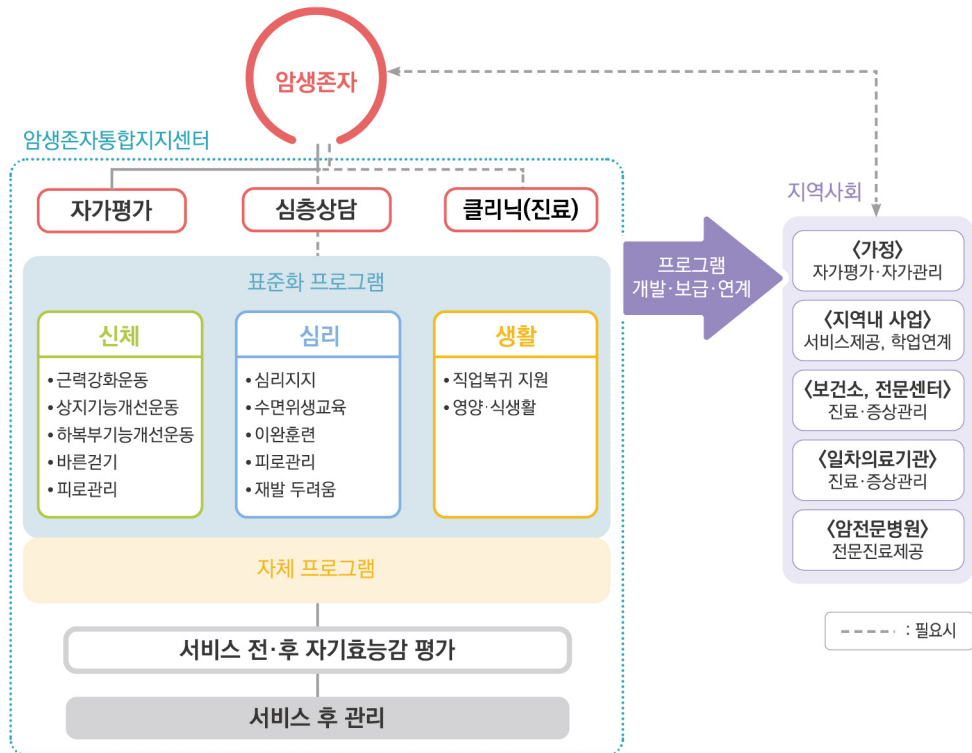 암생존자
암생존자통합지지센터
자가평가
심층상담
클리닉(진료)
표준화 프로그램
신체
• 근력강화운동
• 상지기능개선운동
• 하복부기능개선운동
• 바른걷기
• 피로관리
심리
• 심리지지
• 수면위생교육
• 이완훈련
• 피로관리
• 재발 두려움
생활
• 직업복귀 지원
• 영양·식생활
자체 프로그램
서비스 전·후 자기효능감 평가
서비스 후 관리
프로그램
개발·보급·연계
지역사회
〈가정〉
자가평가·자가관리
〈지역내 사업〉
서비스제공, 학업연계
〈보건소, 전문센터〉
진료·증상관리
〈일차의료기관〉
진료·증상관리
〈암전문병원〉
전문진료제공
: 필요시